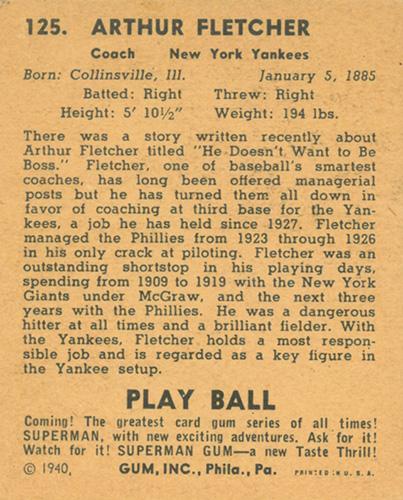 125. ARTHUR FLETCHER
Coach New York Yankees
Born: Collinsville, Ill. January 5, 1885
Batted: Right Threw: Right
Height: 5' 10½" Weight: 194 lbs.
There was a story written recently about
Arthur Fletcher titled "He Doesn't Want to Be
Boss." Fletcher, one of baseball's smartest
coaches, has long been offered managerial
posts but he has turned them all down in
favor of coaching at third base for the Yan-
kees, a job he has held since 1927. Fletcher
managed the Phillies from 1923 through 1926
in his only crack at piloting. Fletcher was an
outstanding shortstop in his playing days,
spending from 1909 to 1919 with the New York
Giants under McGraw, and the next three
years with the Phillies. He was a dangerous
hitter at all times and a brilliant fielder. With
the Yankees, Fletcher holds a most respon-
sible job and is regarded as a key figure in
the Yankee setup.
PLAY BALL
Coming! The greatest card gum series of all times!
SUPERMAN, with new exciting adventures. Ask for it!
Watch for it! SUPERMAN GUM—a new Taste Thrill!
© 1940, GUM, INC., Phila., Pa. PRINTED IN U. S. A.